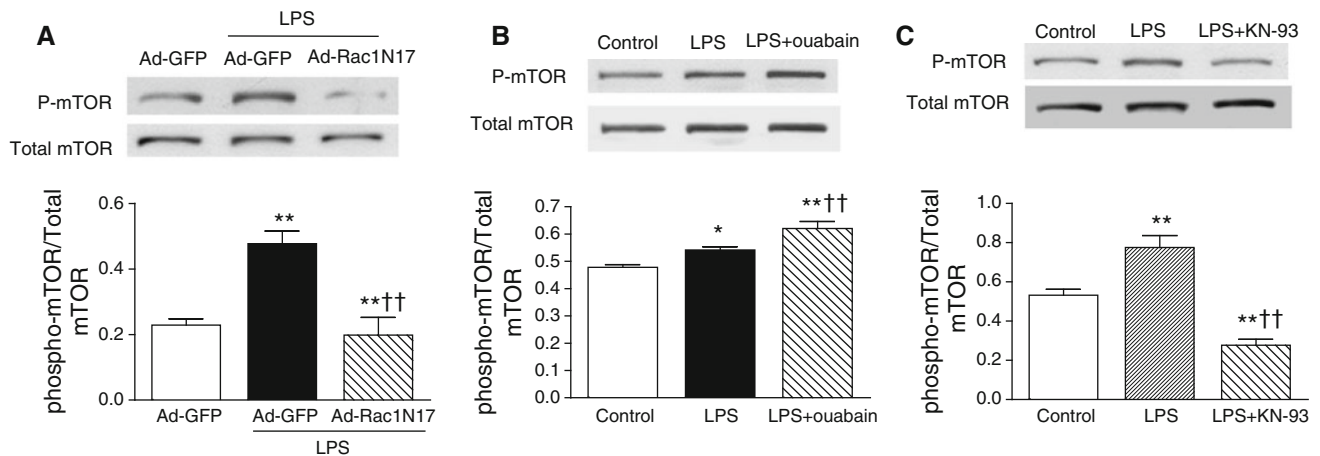 A
LPS
Ad-GFP Ad-GFP Ad-Rac1N17
P-mTOR
Total mTOR
phospho-mTOR/Total
mTOR
0.6
0.4
0.2
0.0
**
**††
Ad-GFP Ad-GFP Ad-Rac1N17
LPS
B
Control LPS LPS+ouabain
P-mTOR
Total mTOR
phospho-mTOR/Total
mTOR
0.7
0.6
0.5
0.4
0.3
0.2
0.1
0.0
*
**††
Control LPS LPS+ouabain
C
Control LPS LPS+KN-93
P-mTOR
Total mTOR
phospho-mTOR/Total
mTOR
1.0
0.8
0.6
0.4
0.2
0.0
**
**††
Control LPS LPS+KN-93